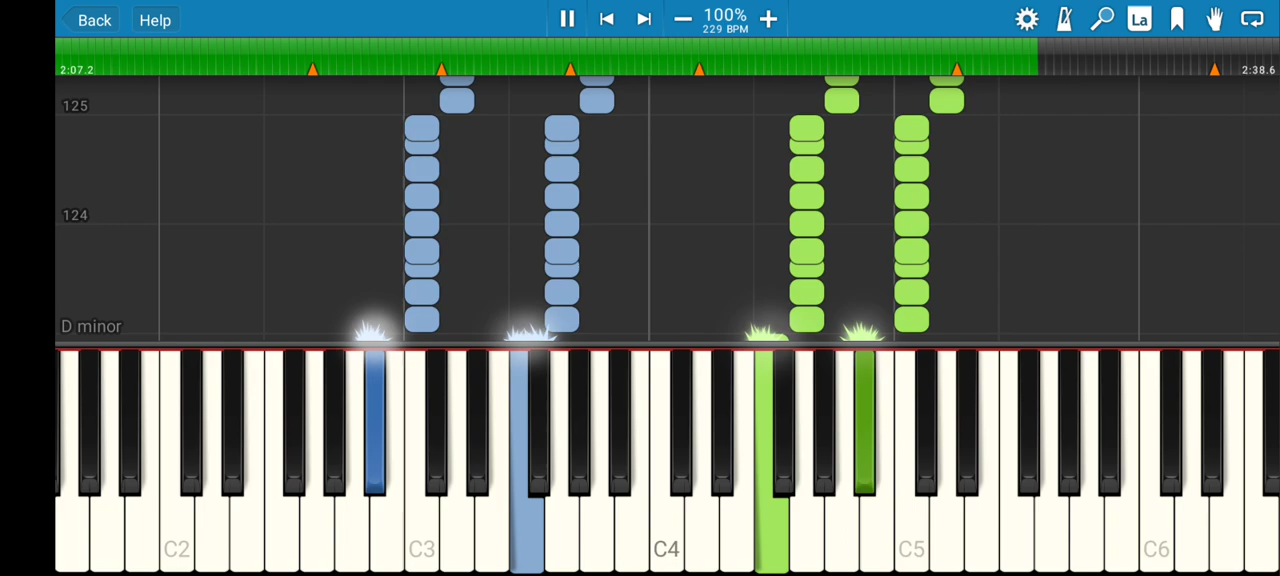 Back Help 100% La
229 BPM
2:07.2 2:38.6
125
124
D minor
C2 C3 C4 C5 C6